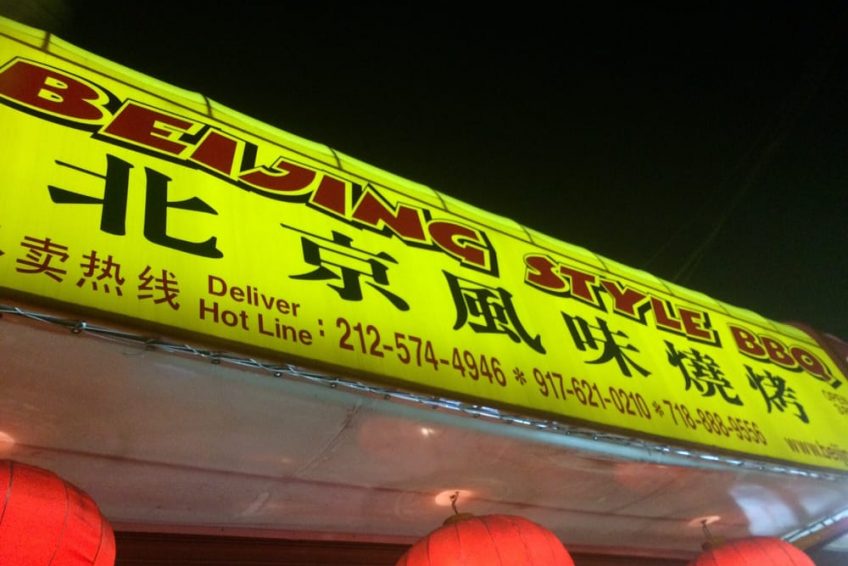 BEIJING STYLE BBQ
北京風味燒烤
卖热线 Deliver Hot Line : 212-574-4946 * 917-621-0210 * 718-888-9556